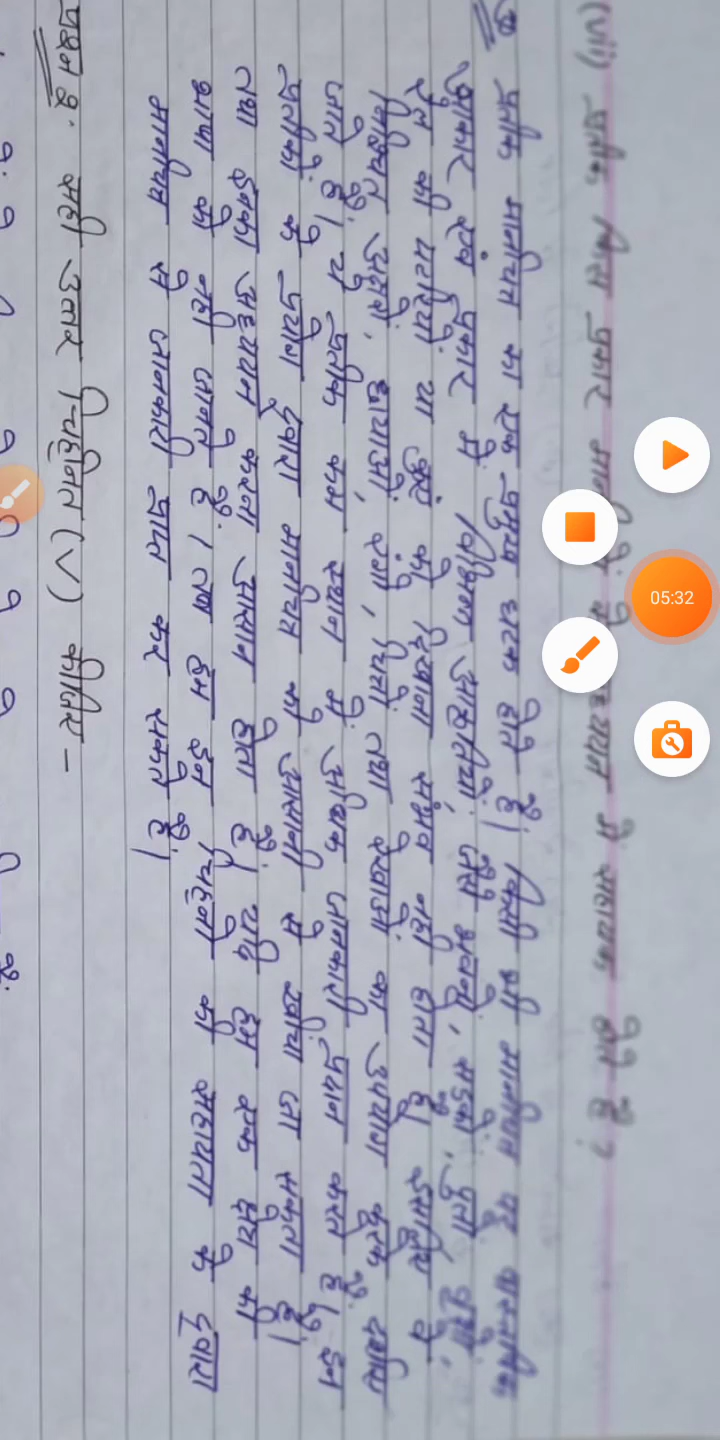 (vii) प्रतीक किस प्रकार मानचित्रों के अध्ययन में सहायक होते हैं?
उ० प्रतीक मानचित्र का एक प्रमुख घटक होते हैं। किसी भी मानचित्र पर वास्तविक
आकार एवं प्रकार में विभिन्न आकृतियों, जैसे भवनों, सड़कों, पुलों, वृक्षों,
रेल की पटरियों या कुएँ को दिखाना संभव नहीं होता है। इसलिए वे
निश्चित अक्षरों, छायाओं, रंगों, चित्रों तथा रेखाओं का उपयोग करके दर्शाए
जाते हैं। ये प्रतीक कम स्थान में अधिक जानकारी प्रदान करते हैं। इन
प्रतीकों के प्रयोग द्वारा मानचित्र को आसानी से खींचा जा सकता है।
तथा इनका अध्ययन करना आसान होता है। यदि हम एक क्षेत्र की
भाषा को नहीं जानते हैं। तब हम इन चिह्नों की सहायता के द्वारा
मानचित्र से जानकारी प्राप्त कर सकते हैं।
प्रश्न 2. सही उत्तर चिह्नित (✓) कीजिए -
05:32